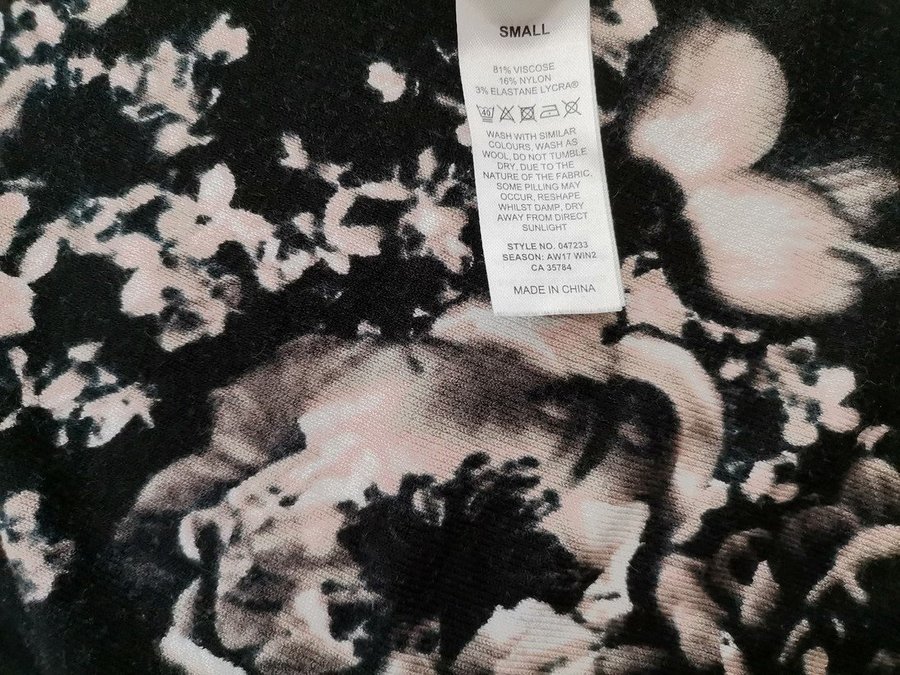 SMALL
81% VISCOSE
16% NYLON
3% ELASTANE LYCRA®
40
WASH WITH SIMILAR
COLOURS, WASH AS
WOOL, DO NOT TUMBLE
DRY, DUE TO THE
NATURE OF THE FABRIC,
SOME PILLING MAY
OCCUR, RESHAPE
WHILST DAMP, DRY
AWAY FROM DIRECT
SUNLIGHT
STYLE NO. 047233
SEASON: AW17 WIN2
CA 35784
MADE IN CHINA